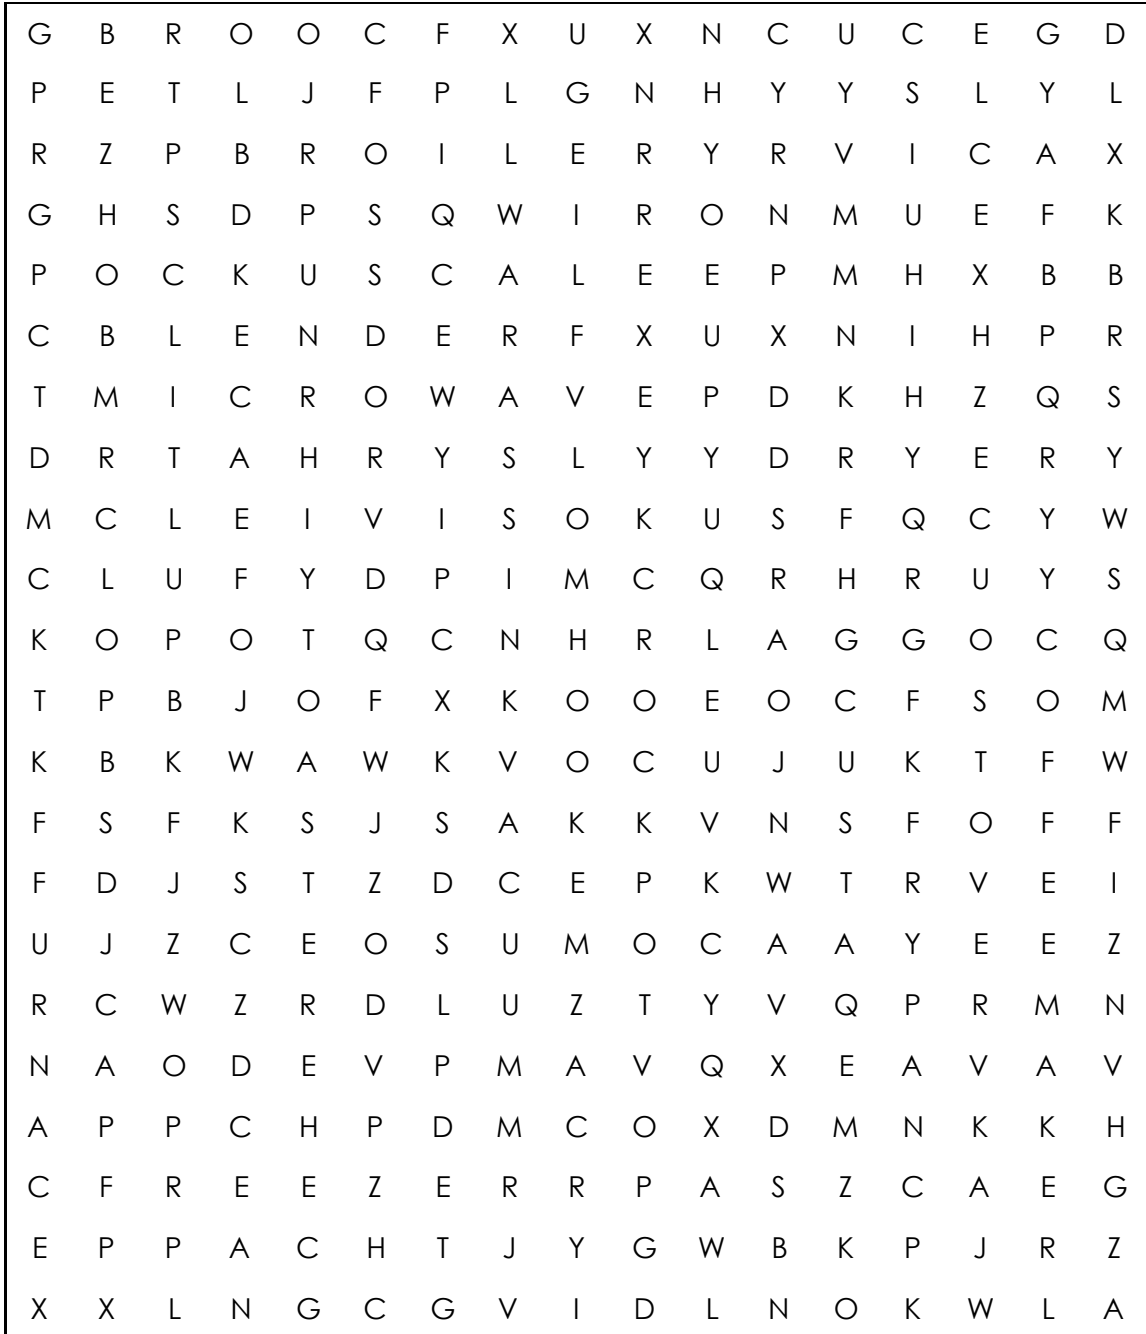 G B R O O C F X U X N C U C E G D
P E T L J F P L G N H Y Y S L Y L
R Z P B R O I L E R Y R V I C A X
G H S D P S Q W I R O N M U E F K
P O C K U S C A L E E P M H X B B
C B L E N D E R F X U X N I H P R
T M I C R O W A V E P D K H Z Q S
D R T A H R Y S L Y Y D R Y E R Y
M C L E I V I S O K U S F Q C Y W
C L U F Y D P I M C Q R H R U Y S
K O P O T Q C N H R L A G G O C Q
T P B J O F X K O O E O C F S O M
K B K W A W K V O C U J U K T F W
F S F K S J S A K K V N S F O F F
F D J S T Z D C E P K W T R V E I
U J Z C E O S U M O C A A Y E E Z
R C W Z R D L U Z T Y V Q P R M N
N A O D E V P M A V Q X E A V A V
A P P C H P D M C O X D M N K K H
C F R E E Z E R R P A S Z C A E G
E P P A C H T J Y G W B K P J R Z
X X L N G C G V I D L N O K W L A